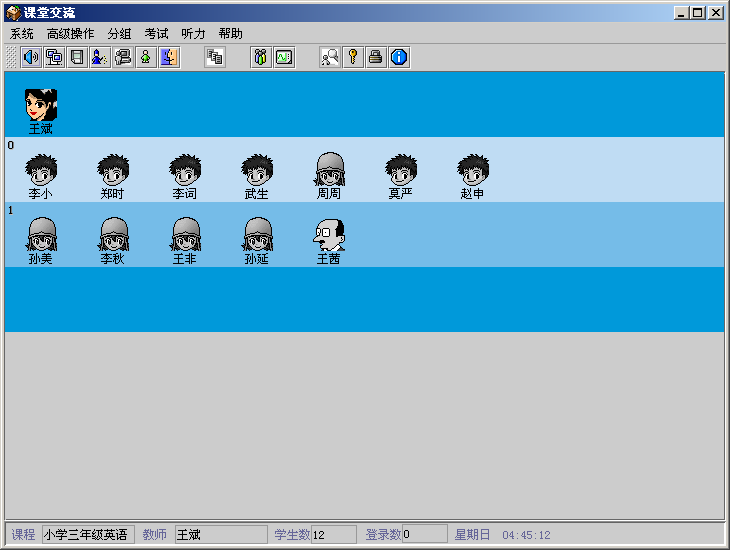 课堂交流
系统 高级操作 分组 考试 听力 帮助
王斌
0
李小 郑时 李词 武生 周周 莫严 赵申
1
孙美 李秋 王非 孙延 王茜
课程 小学三年级英语 教师 王斌 学生数 12 登录数 0 星期日 04:45:12